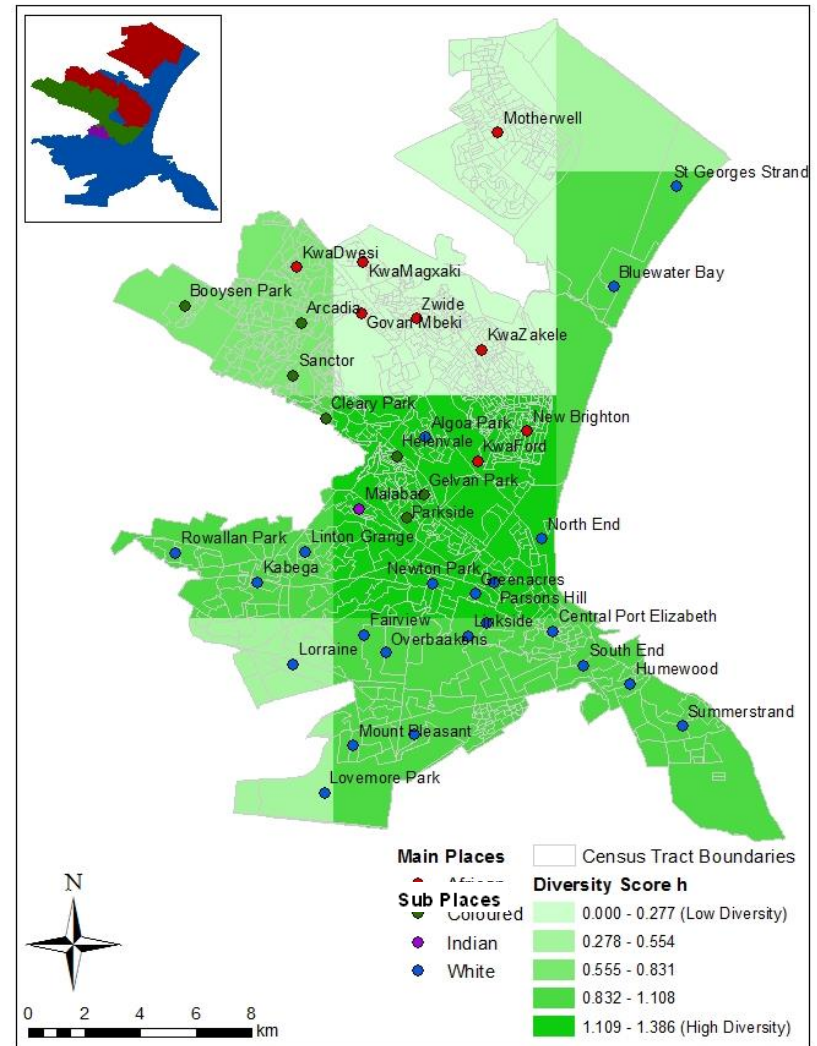 Motherwell
St Georges Strand
KwaDwesi
KwaMagxaki
Bluewater Bay
Booysen Park
Arcadia
Zwide
Govan Mbeki
KwaZakele
Sanctor
Cleary Park
New Brighton
Algoa Park
Helenvale
KwaFord
Gelvan Park
Malabar
Parkside
North End
Rowallan Park
Linton Grange
Kabega
Newton Park
Greenacres
Parsons Hill
Fairview
Linkside
Central Port Elizabeth
Overbaakens
Lorraine
South End
Humewood
Summerstrand
Mount Pleasant
Lovemore Park
Main Places
African
Sub Places
Coloured
Indian
White
Census Tract Boundaries
Diversity Score h
0.000 - 0.277 (Low Diversity)
0.278 - 0.554
0.555 - 0.831
0.832 - 1.108
1.109 - 1.386 (High Diversity)
N
0 2 4 6 8
km